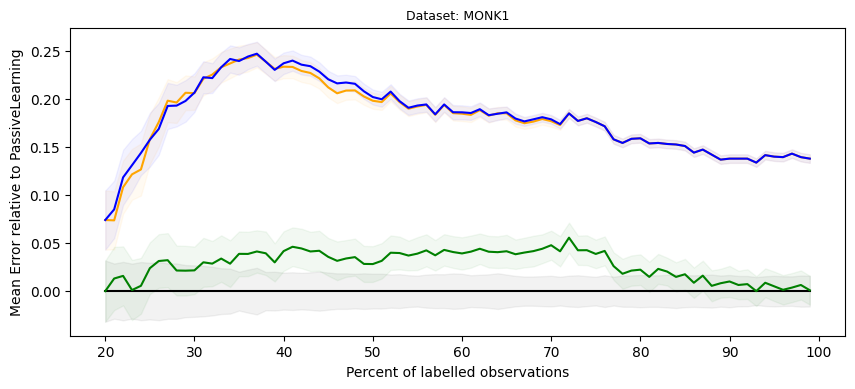 Dataset: MONK1
Mean Error relative to PassiveLearning
0.25
0.20
0.15
0.10
0.05
0.00
20 30 40 50 60 70 80 90 100
Percent of labelled observations